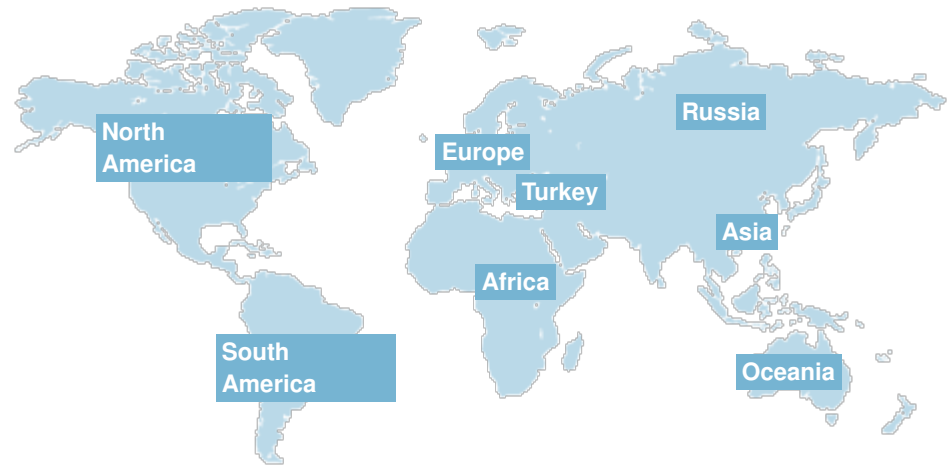 Russia
North
America
Europe
Turkey
Asia
Africa
South
America
Oceania